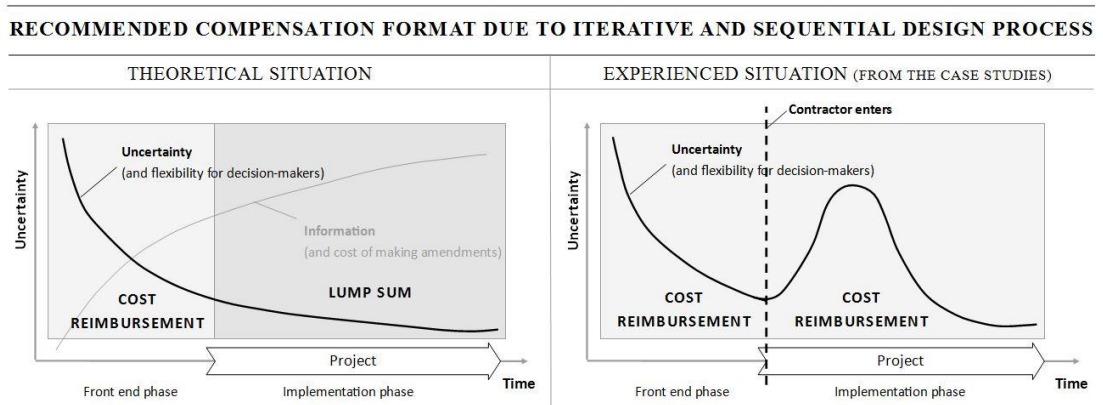 RECOMMENDED COMPENSATION FORMAT DUE TO ITERATIVE AND SEQUENTIAL DESIGN PROCESS
THEORETICAL SITUATION
Uncertainty
Uncertainty
(and flexibility for decision-makers)
Information
(and cost of making amendments)
COST
REIMBURSEMENT
LUMP SUM
Project
Time
Front end phase
Implementation phase
EXPERIENCED SITUATION (FROM THE CASE STUDIES)
Contractor enters
Uncertainty
Uncertainty
(and flexibility for decision-makers)
COST
REIMBURSEMENT
COST
REIMBURSEMENT
Project
Time
Front end phase
Implementation phase